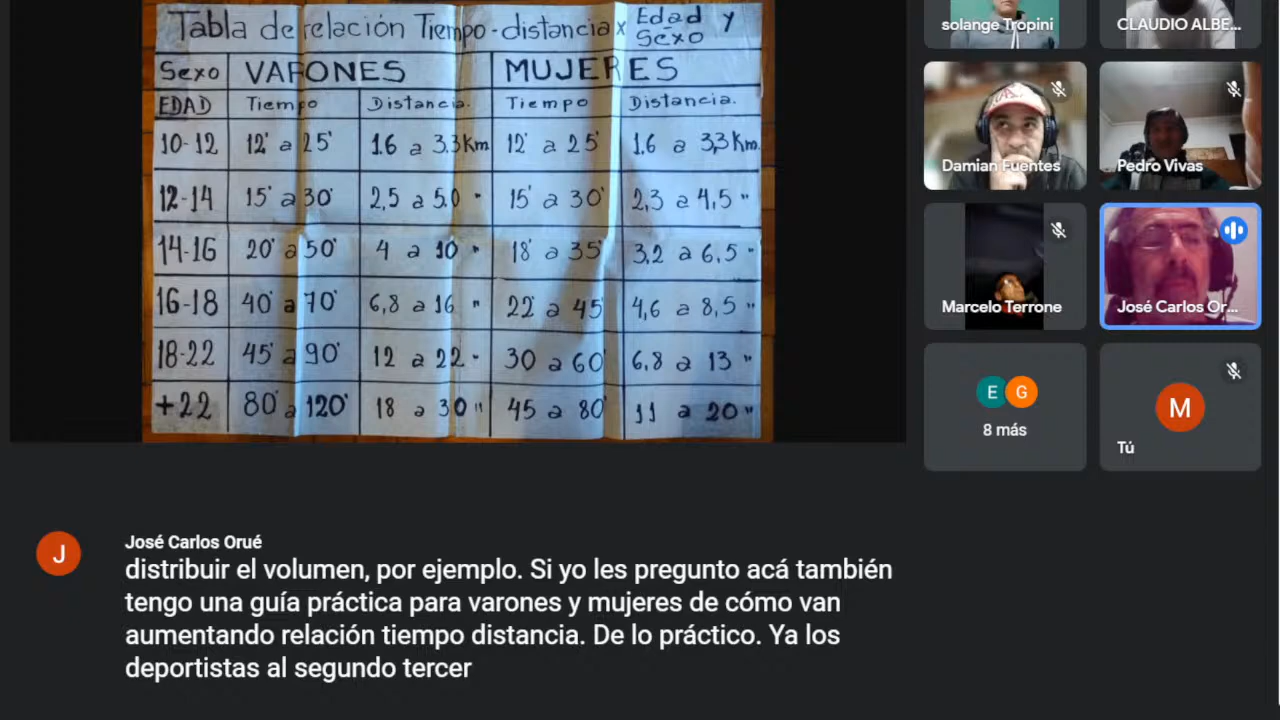 Tabla de relación Tiempo - distancia x Edad y Sexo
Sexo VARONES MUJERES
EDAD Tiempo Distancia. Tiempo Distancia.
10-12 12' a 25' 1.6 a 3.3 Km 12' a 25' 1.6 a 3,3 Km.
12-14 15' a 30' 2,5 a 5.0 " 15' a 30' 2,3 a 4,5 "
14-16 20' a 50' 4 a 10 " 18' a 35' 3,2 a 6,5 "
16-18 40' a 70' 6,8 a 16 " 22' a 45' 4,6 a 8,5 "
18-22 45' a 90' 12 a 22 " 30 a 60' 6,8 a 13 "
+22 80' a 120' 18 a 30 " 45 a 80' 11 a 20 "
solange Tropini
CLAUDIO ALBE...
Damian Fuentes
Pedro Vivas
Marcelo Terrone
José Carlos Or...
E G
8 más
M
Tú
J
José Carlos Orué
distribuir el volumen, por ejemplo. Si yo les pregunto acá también
tengo una guía práctica para varones y mujeres de cómo van
aumentando relación tiempo distancia. De lo práctico. Ya los
deportistas al segundo tercer